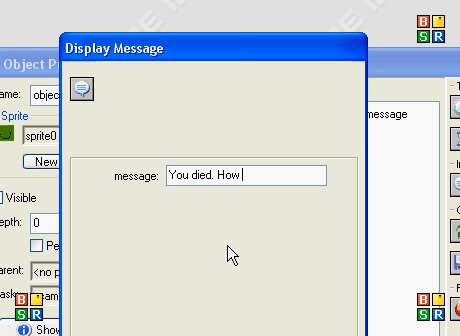 Display Message
Object P
ame:
objec
Sprite
sprite0
New
Visible
epth:
0
Pe
arent:
<no p
ask:
Show
message:
You died. How
message
B
S R
B
S R
B
S R